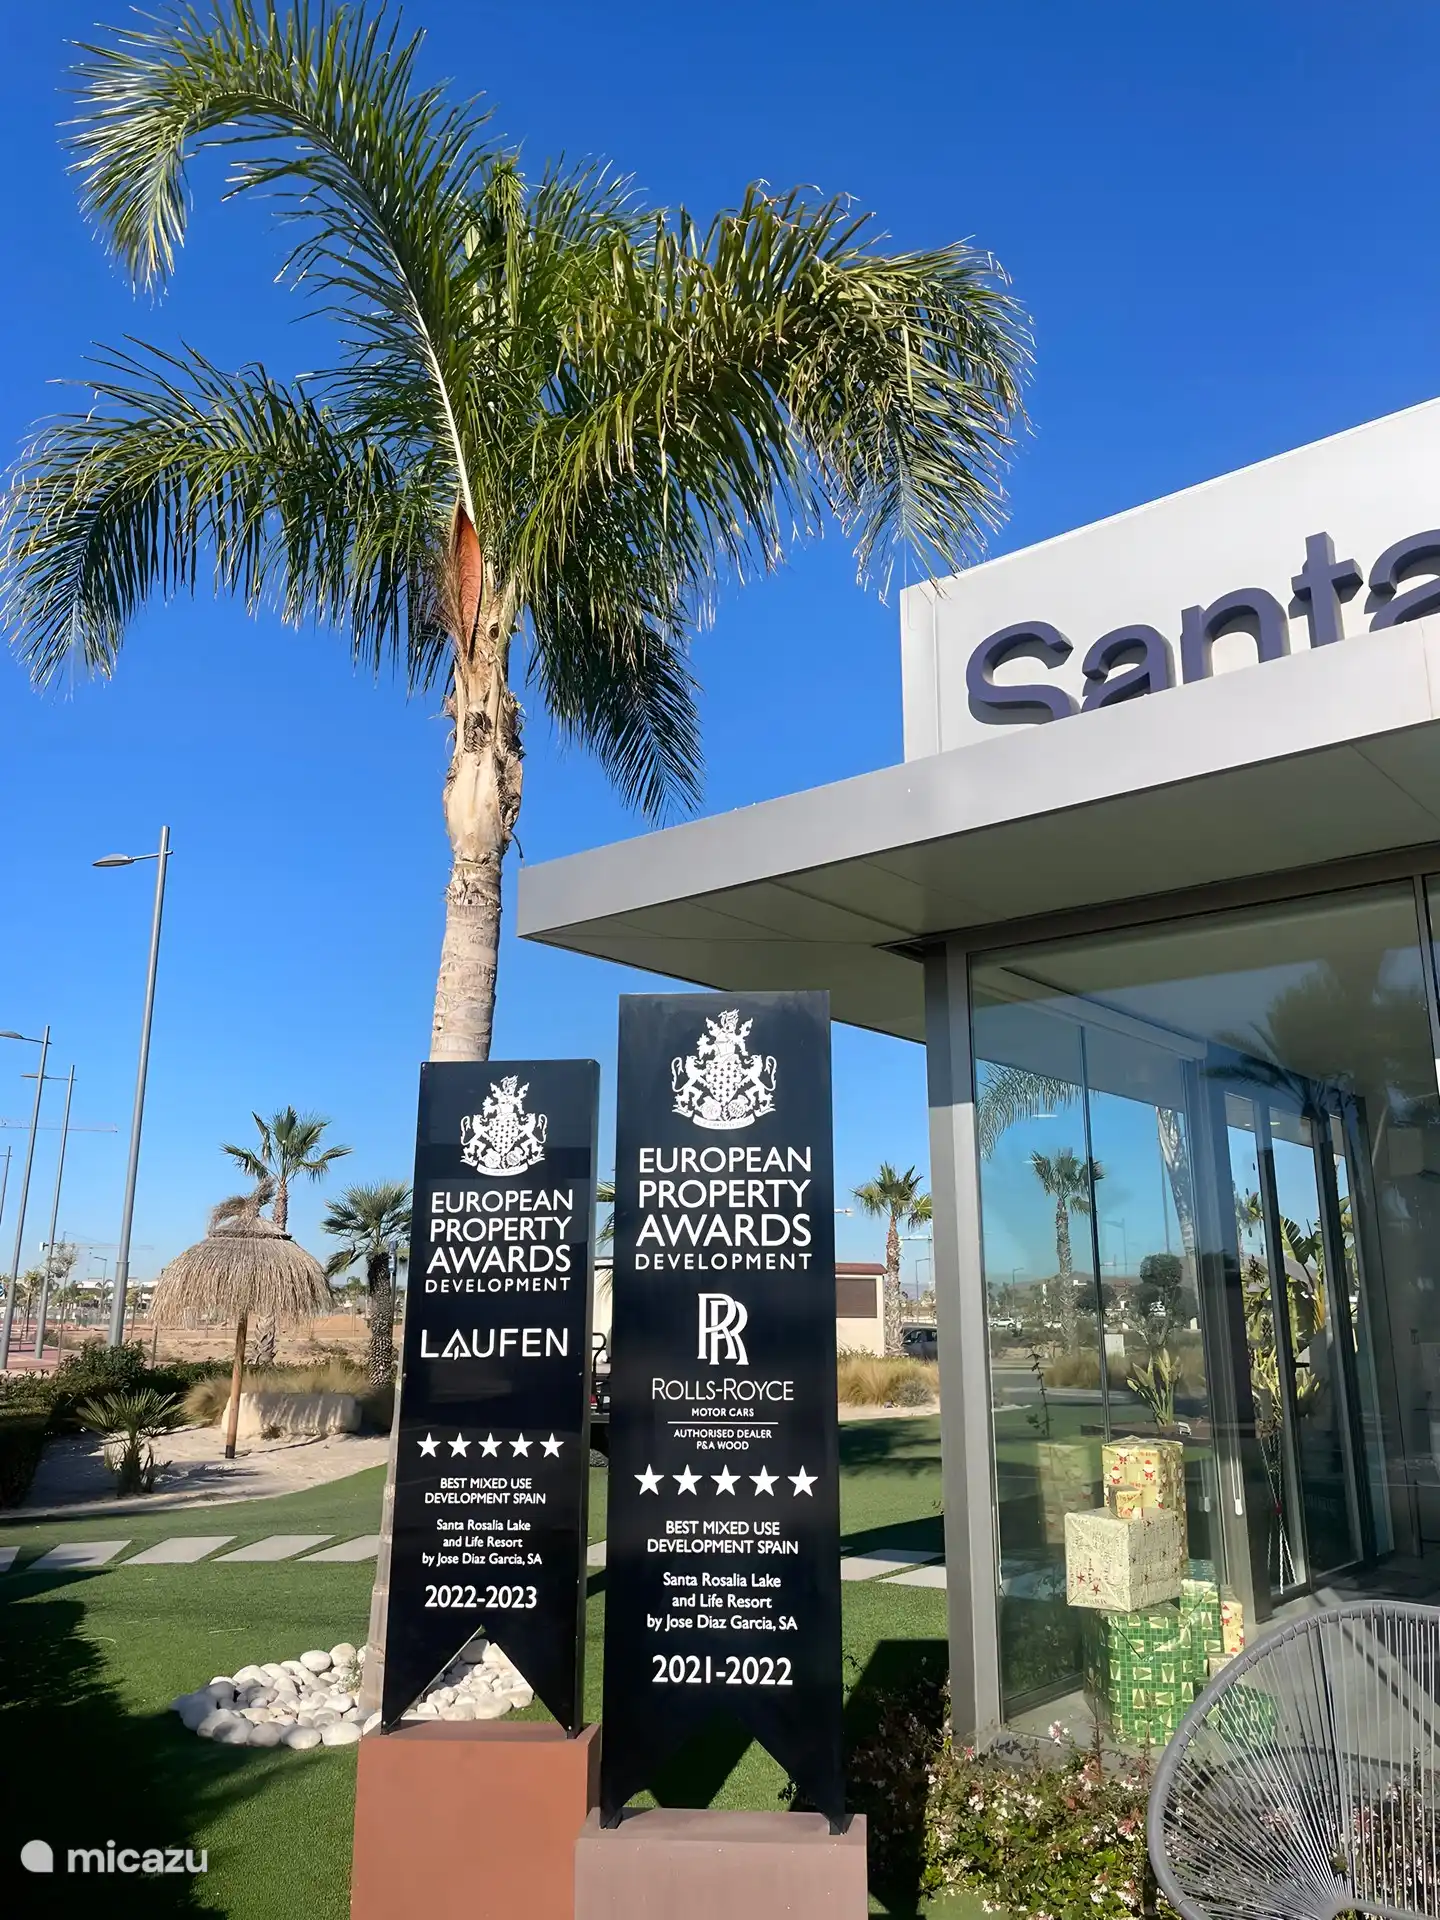 Santa
EUROPEAN
PROPERTY
AWARDS
DEVELOPMENT
LAUFEN
★★★★★
BEST MIXED USE
DEVELOPMENT SPAIN
Santa Rosalia Lake
and Life Resort
by Jose Diaz Garcia, SA
2022-2023
EUROPEAN
PROPERTY
AWARDS
DEVELOPMENT
RR
ROLLS-ROYCE
MOTOR CARS
AUTHORISED DEALER
P&A WOOD
★★★★★
BEST MIXED USE
DEVELOPMENT SPAIN
Santa Rosalia Lake
and Life Resort
by Jose Diaz Garcia, SA
2021-2022
micazu